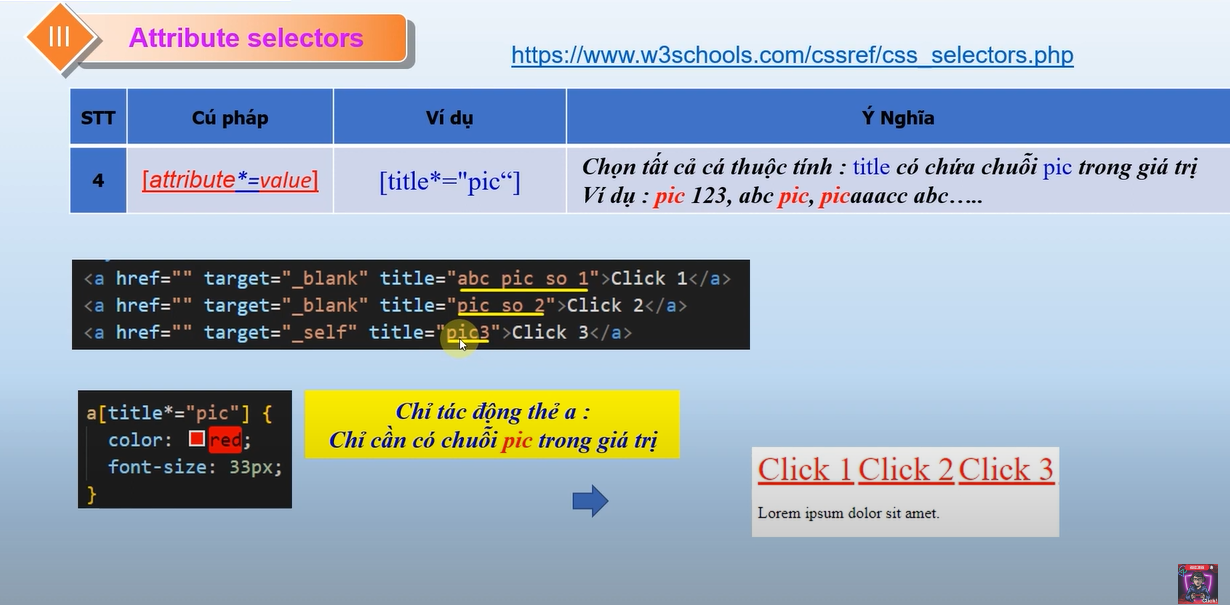 III
Attribute selectors
https://www.w3schools.com/cssref/css_selectors.php
STT Cú pháp Ví dụ Ý Nghĩa
4 [attribute*=value] [title*="pic“] Chọn tất cả cá thuộc tính : title có chứa chuỗi pic trong giá trị
Ví dụ : pic 123, abc pic, picaaacc abc…..
<a href="" target="_blank" title="abc pic so 1">Click 1</a>
<a href="" target="_blank" title="pic so 2">Click 2</a>
<a href="" target="_self" title="pic3">Click 3</a>
a[title*="pic"] {
color: red;
font-size: 33px;
}
Chỉ tác động thẻ a :
Chỉ cần có chuỗi pic trong giá trị
Click 1 Click 2 Click 3
Lorem ipsum dolor sit amet.